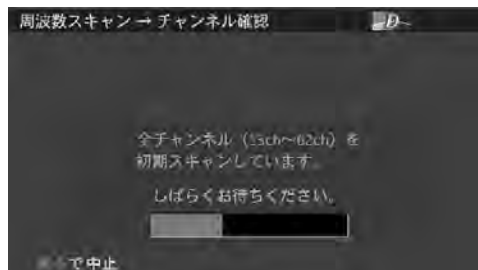 周波数スキャン → チャンネル確認
全チャンネル（13ch〜62ch）を
初期スキャンしています。
しばらくお待ちください。
で中止